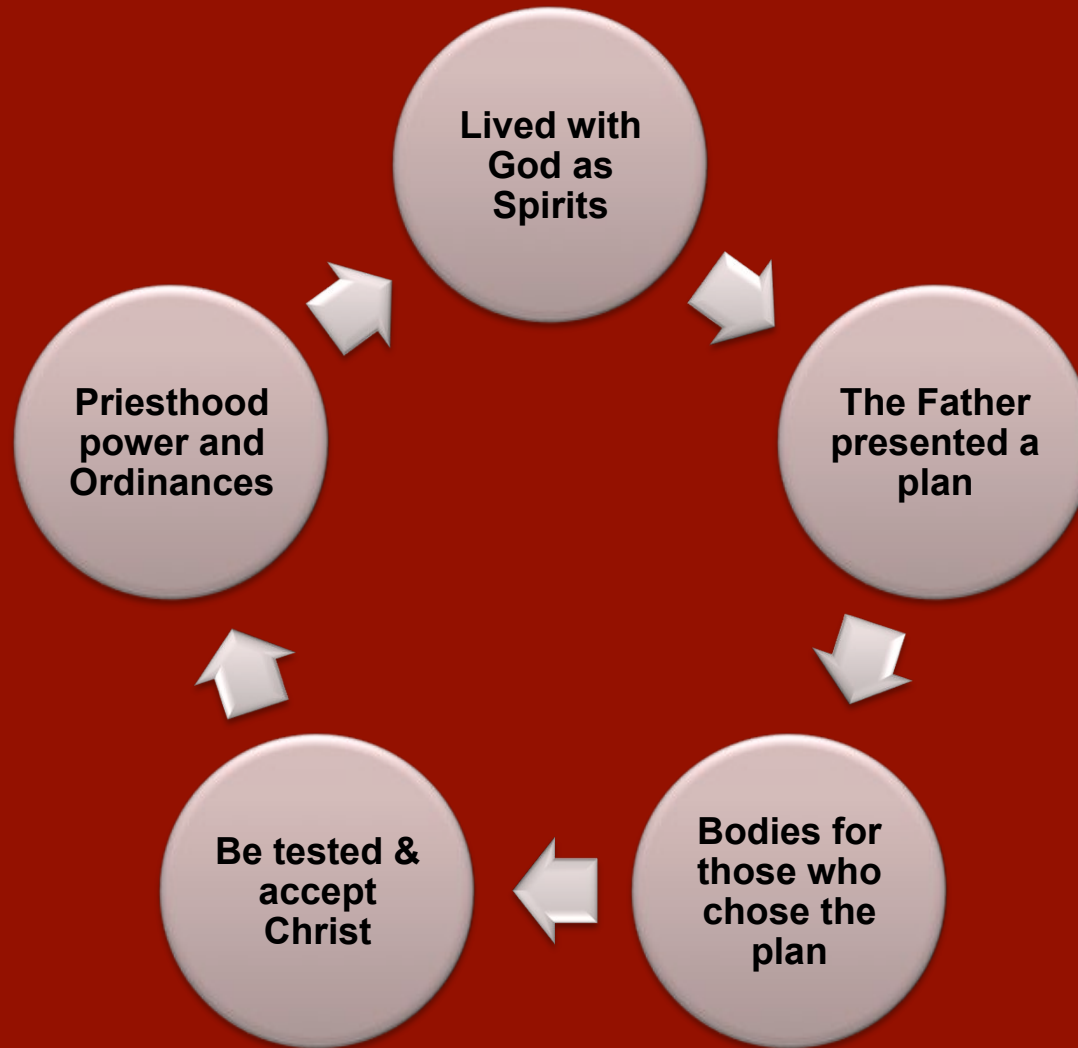 Lived with
God as
Spirits
The Father
presented a
plan
Bodies for
those who
chose the
plan
Be tested &
accept
Christ
Priesthood
power and
Ordinances